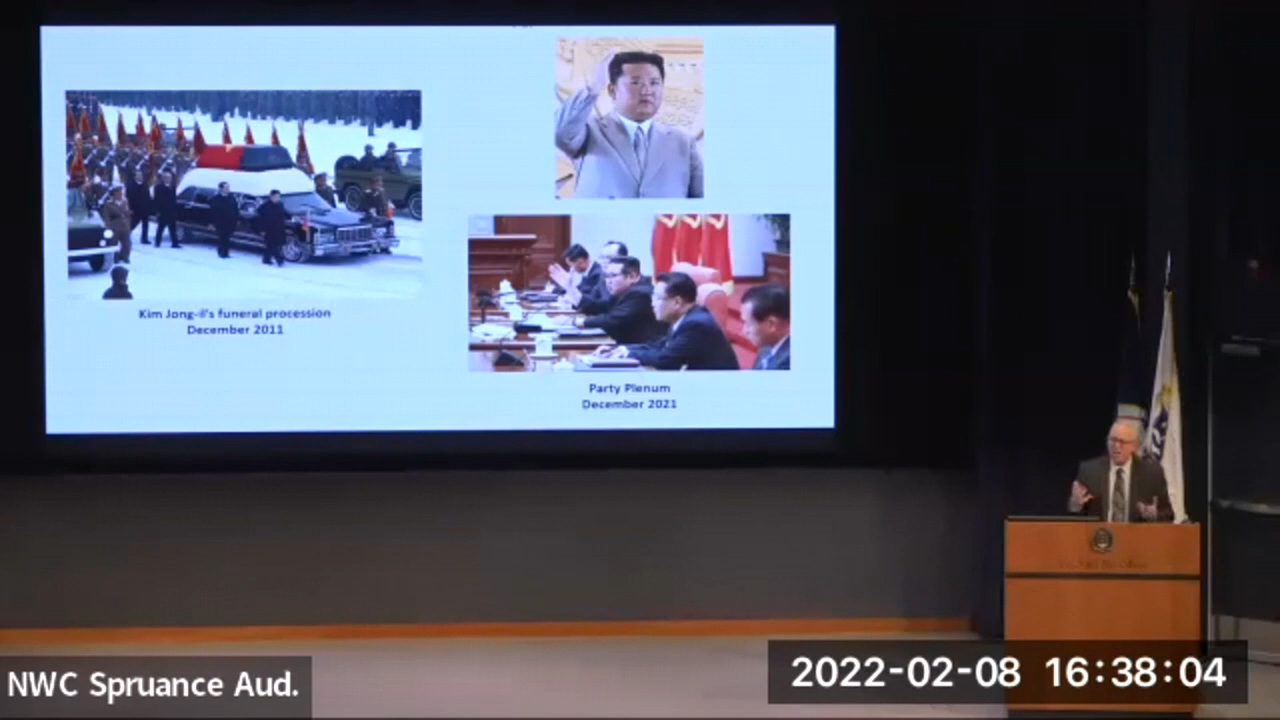 Kim Jong-il's funeral procession
December 2011
Party Plenum
December 2021
NWC Spruance Aud.
2022-02-08 16:38:04